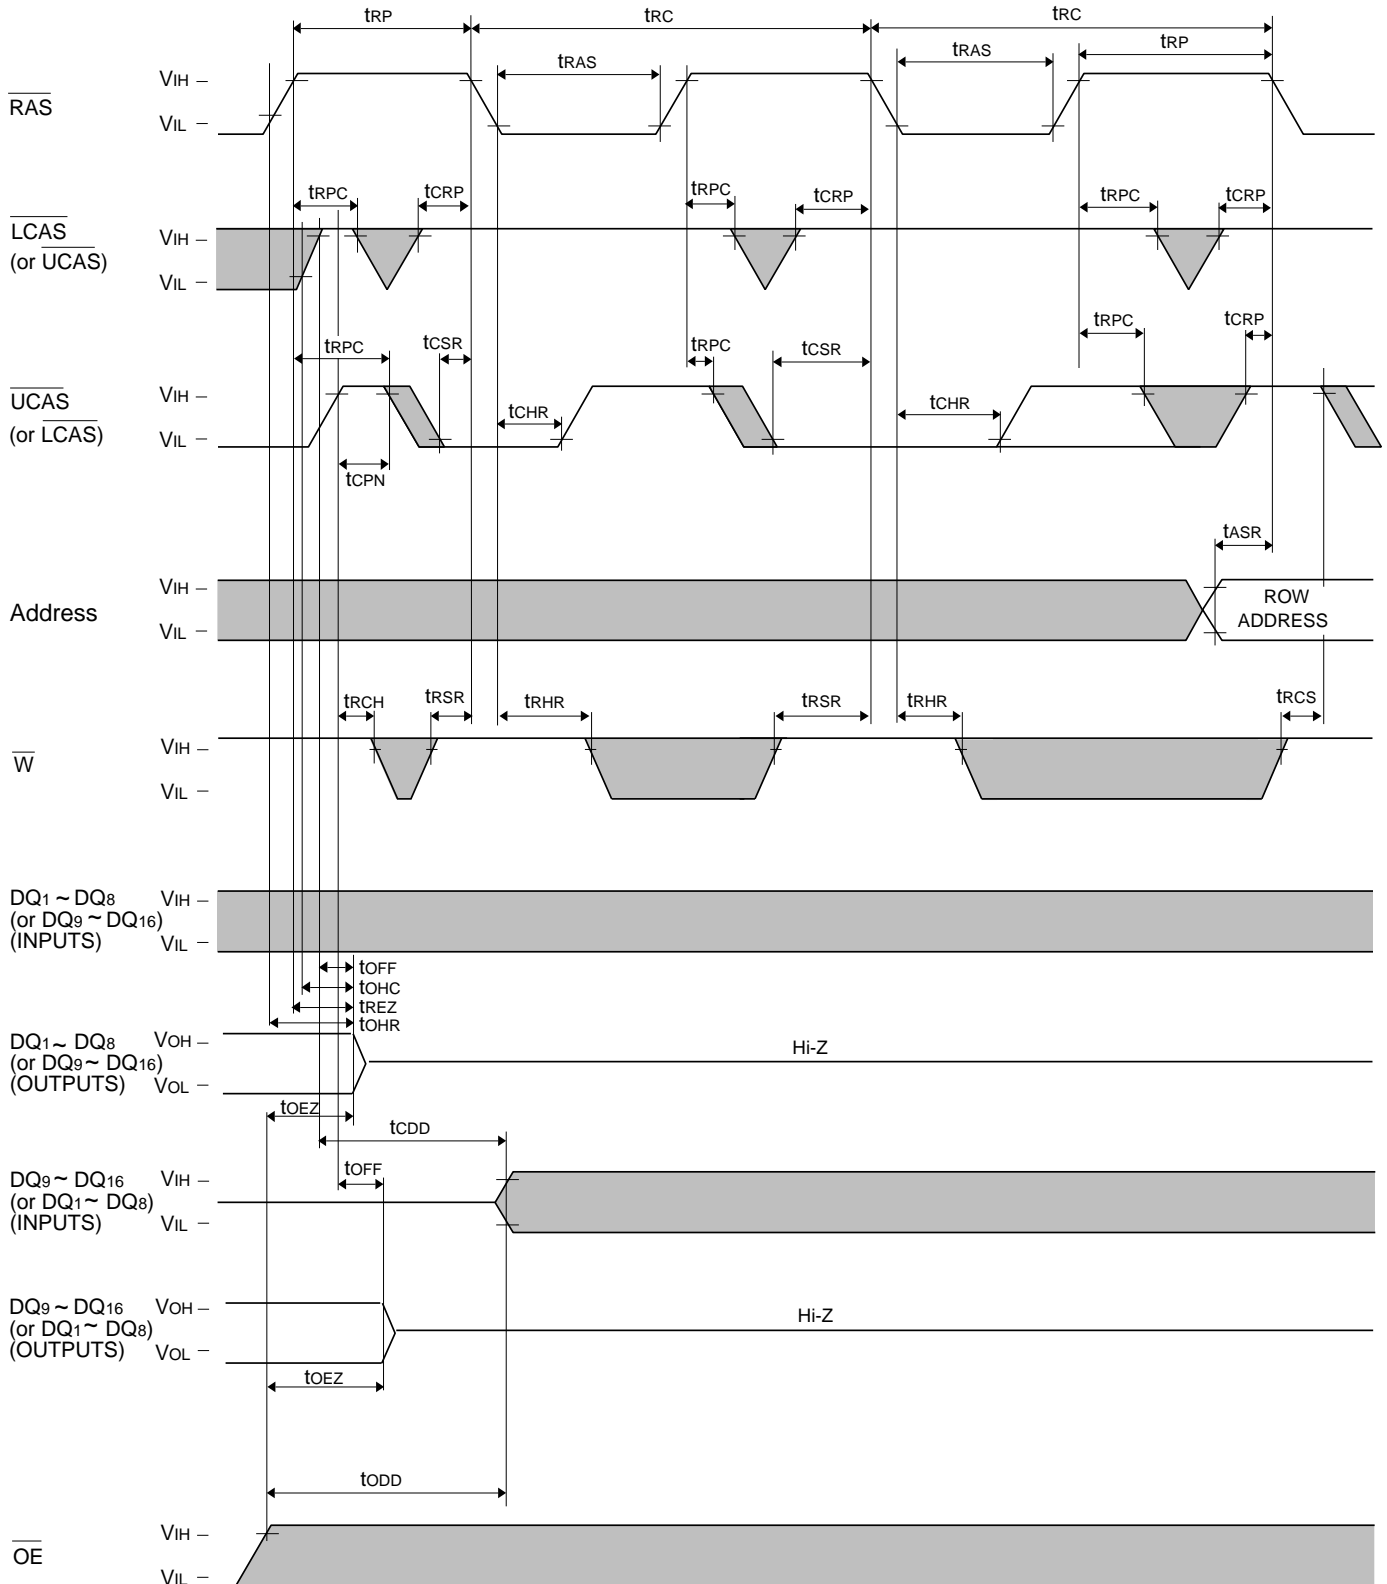 tRP tRC tRC
tRAS tRAS tRP
RAS
VIH
VIL
tRPC tCRP tRPC tCRP tRPC tCRP
LCAS
(or UCAS)
VIH
VIL
tRPC tCSR tRPC tCSR tRPC tCRP
UCAS
(or LCAS)
VIH
VIL
tCHR tCHR
tCPN
tASR
Address
VIH
VIL
ROW
ADDRESS
tRCH tRSR tRHR tRSR tRHR tRCS
W
VIH
VIL
DQ1 ~ DQ8
(or DQ9 ~ DQ16)
(INPUTS)
VIH
VIL
tOFF
tOHC
tREZ
tOHR
DQ1 ~ DQ8
(or DQ9 ~ DQ16)
(OUTPUTS)
VOH
VOL
Hi-Z
tOEZ
tCDD
tOFF
DQ9 ~ DQ16
(or DQ1 ~ DQ8)
(INPUTS)
VIH
VIL
DQ9 ~ DQ16
(or DQ1 ~ DQ8)
(OUTPUTS)
VOH
VOL
Hi-Z
tOEZ
tODD
OE
VIH
VIL